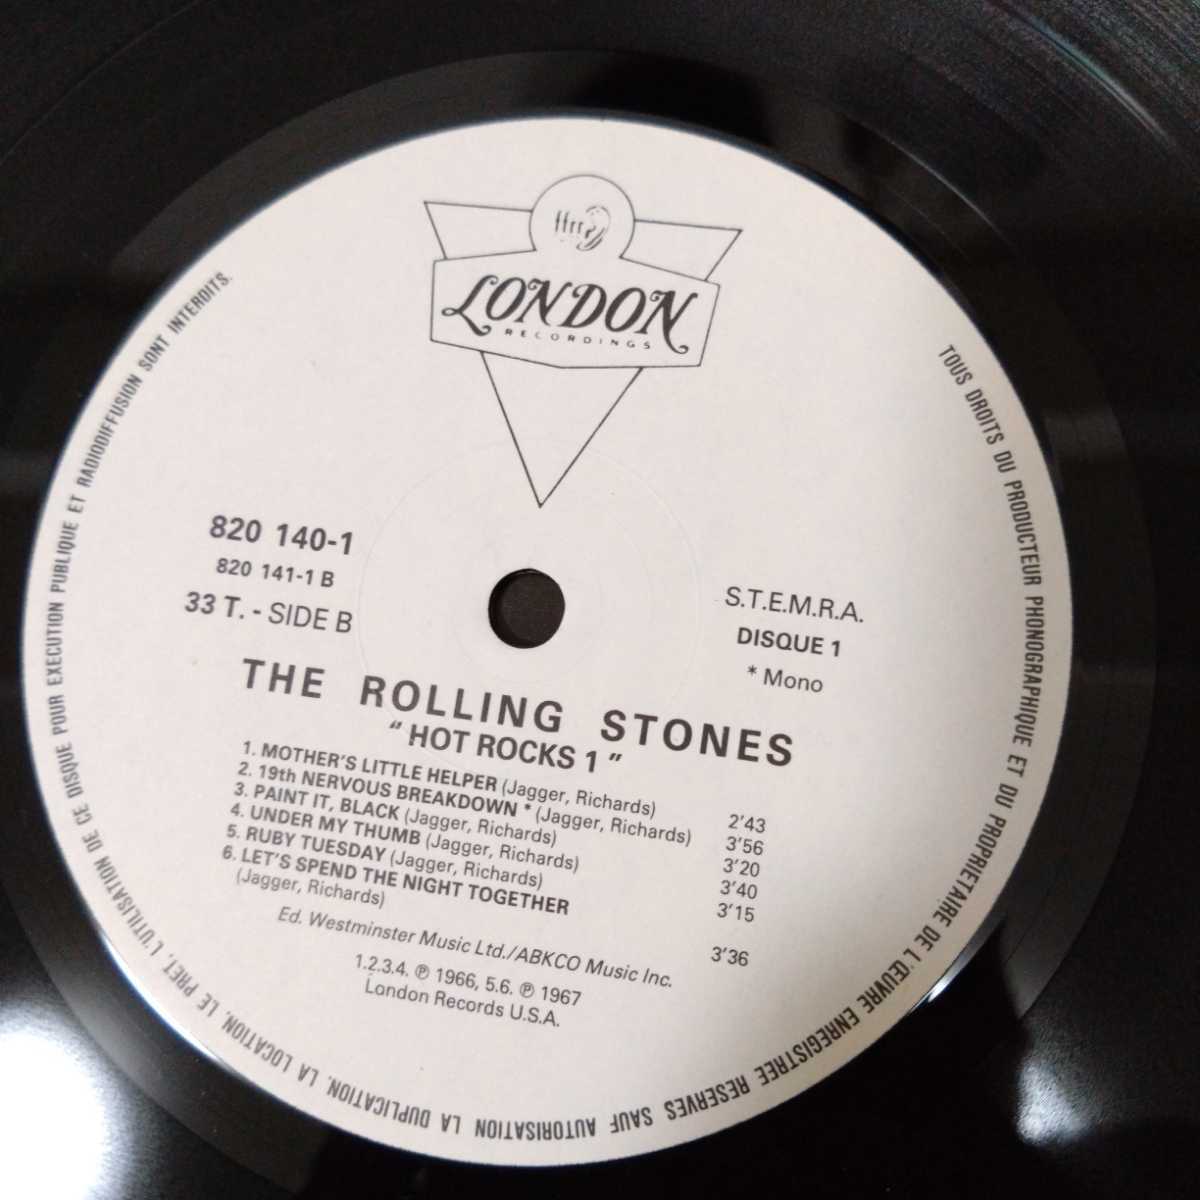 ffrr
LONDON
RECORDINGS
820 140-1
820 141-1 B
33 T. - SIDE B
S.T.E.M.R.A.
DISQUE 1
* Mono
THE ROLLING STONES
"HOT ROCKS 1"
1. MOTHER'S LITTLE HELPER (Jagger, Richards) 2'43
2. 19th NERVOUS BREAKDOWN * (Jagger, Richards) 3'56
3. PAINT IT, BLACK (Jagger, Richards) 3'20
4. UNDER MY THUMB (Jagger, Richards) 3'40
5. RUBY TUESDAY (Jagger, Richards) 3'15
6. LET'S SPEND THE NIGHT TOGETHER
(Jagger, Richards) 3'36
Ed. Westminster Music Ltd./ABKCO Music Inc.
1.2.3.4. ℗ 1966, 5.6. ℗ 1967
London Records U.S.A.
TOUS DROITS DU PRODUCTEUR PHONOGRAPHIQUE ET DU PROPRIETAIRE DE L'ŒUVRE ENREGISTREE RESERVES SAUF AUTORISATION LA DUPLICATION, LA LOCATION, LE PRET, L'UTILISATION DE CE DISQUE POUR EXECUTION PUBLIQUE ET RADIODIFFUSION SONT INTERDITS.